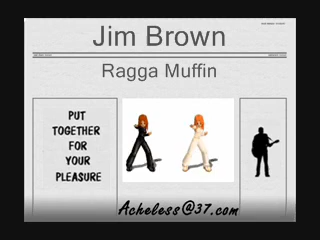 Jim Brown
Ragga Muffin
PUT
TOGETHER
FOR
YOUR
PLEASURE
Acheless@37.com